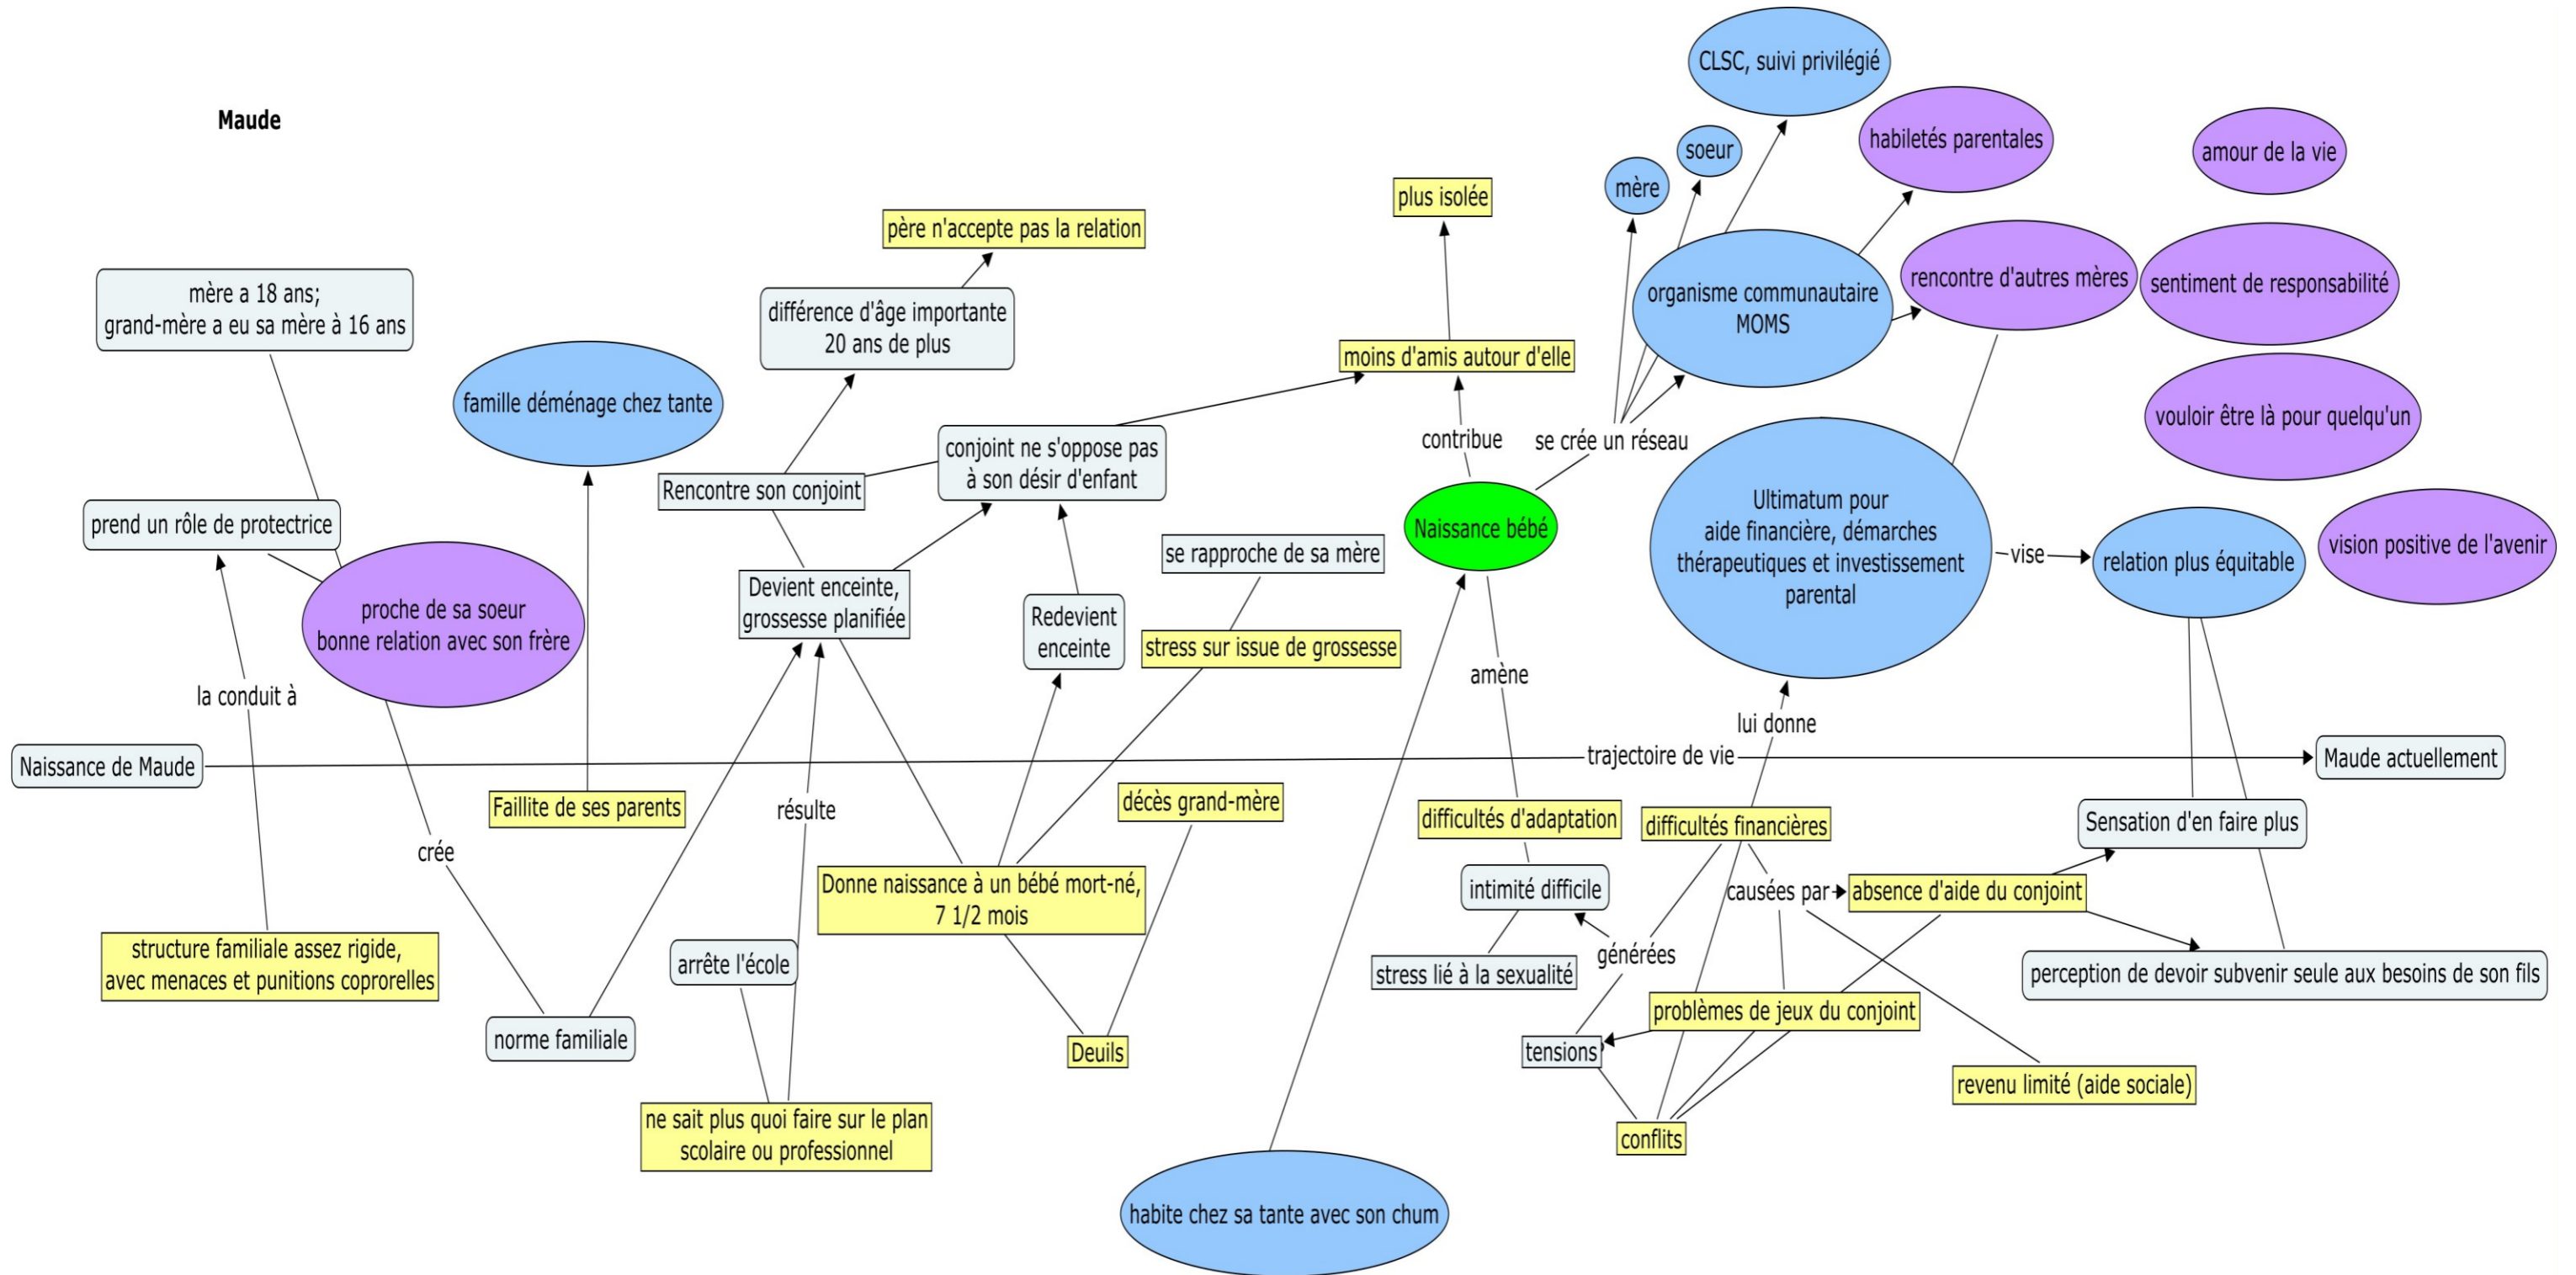 Maude
CLSC, suivi privilégié
habiletés parentales
amour de la vie
soeur
mère
plus isolée
père n'accepte pas la relation
mère a 18 ans;
grand-mère a eu sa mère à 16 ans
différence d'âge importante
20 ans de plus
organisme communautaire
MOMS
rencontre d'autres mères
sentiment de responsabilité
moins d'amis autour d'elle
famille déménage chez tante
vouloir être là pour quelqu'un
contribue
se crée un réseau
conjoint ne s'oppose pas
à son désir d'enfant
Rencontre son conjoint
prend un rôle de protectrice
Naissance bébé
Ultimatum pour
aide financière, démarches
thérapeutiques et investissement
parental
vise
relation plus équitable
vision positive de l'avenir
se rapproche de sa mère
Devient enceinte,
grossesse planifiée
Redevient
enceinte
proche de sa soeur
bonne relation avec son frère
stress sur issue de grossesse
la conduit à
amène
lui donne
Naissance de Maude
trajectoire de vie
Maude actuellement
Faillite de ses parents
résulte
décès grand-mère
difficultés d'adaptation
difficultés financières
Sensation d'en faire plus
crée
Donne naissance à un bébé mort-né,
7 1/2 mois
intimité difficile
causées par
absence d'aide du conjoint
structure familiale assez rigide,
avec menaces et punitions coprorelles
arrête l'école
générées
stress lié à la sexualité
perception de devoir subvenir seule aux besoins de son fils
problèmes de jeux du conjoint
norme familiale
Deuils
tensions
revenu limité (aide sociale)
ne sait plus quoi faire sur le plan
scolaire ou professionnel
conflits
habite chez sa tante avec son chum